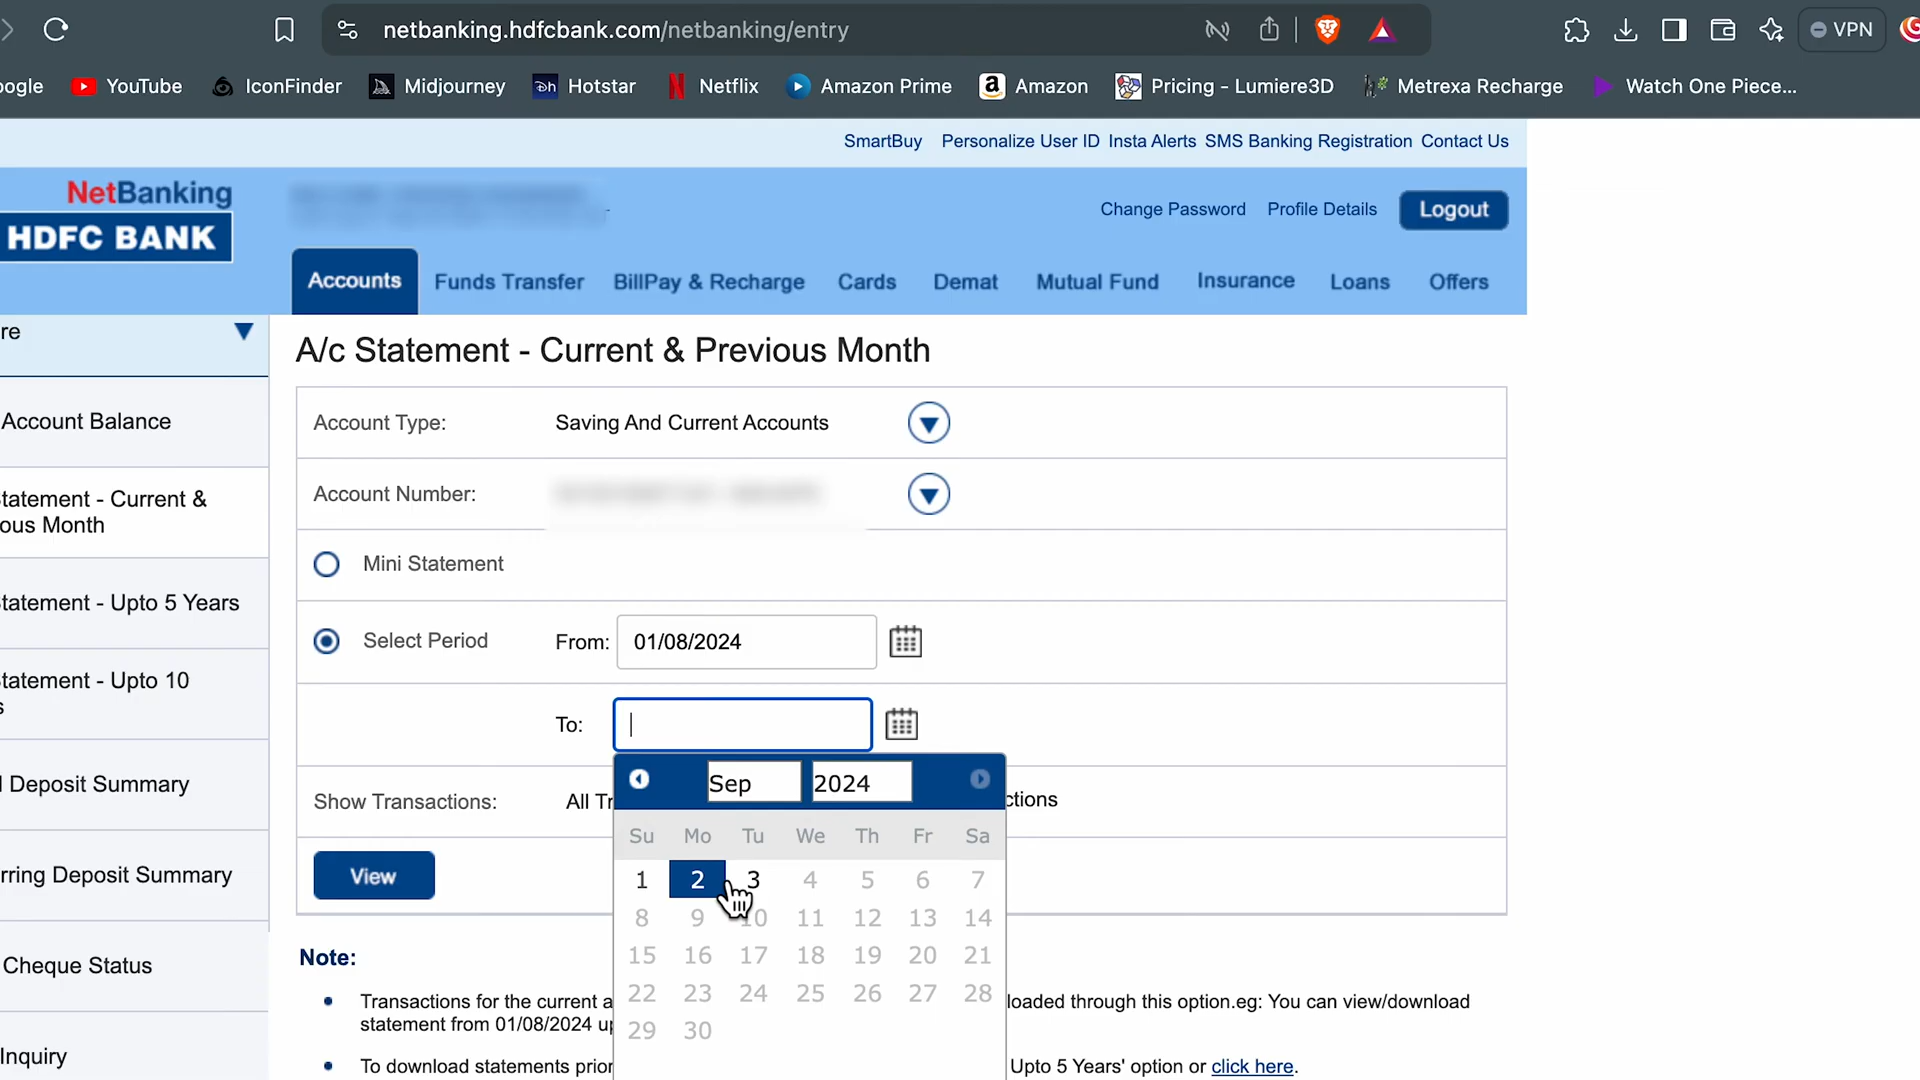 netbanking.hdfcbank.com/netbanking/entry
VPN
ogle
YouTube
IconFinder
Midjourney
Hotstar
Netflix
Amazon Prime
Amazon
Pricing - Lumiere3D
Metrexa Recharge
Watch One Piece...
SmartBuy Personalize User ID Insta Alerts SMS Banking Registration Contact Us
NetBanking
HDFC BANK
Change Password Profile Details Logout
Accounts Funds Transfer BillPay & Recharge Cards Demat Mutual Fund Insurance Loans Offers
re
Account Balance
tatement - Current &
ous Month
tatement - Upto 5 Years
tatement - Upto 10
s
l Deposit Summary
rring Deposit Summary
Cheque Status
Inquiry
A/c Statement - Current & Previous Month
Account Type: Saving And Current Accounts
Account Number:
Mini Statement
Select Period From: 01/08/2024
To:
Sep 2024
Show Transactions: All Tr ctions
Su Mo Tu We Th Fr Sa
1 2 3 4 5 6 7
8 9 10 11 12 13 14
15 16 17 18 19 20 21
22 23 24 25 26 27 28
29 30
View
Note:
Transactions for the current a loaded through this option.eg: You can view/download
statement from 01/08/2024 up
To download statements prior Upto 5 Years' option or click here.